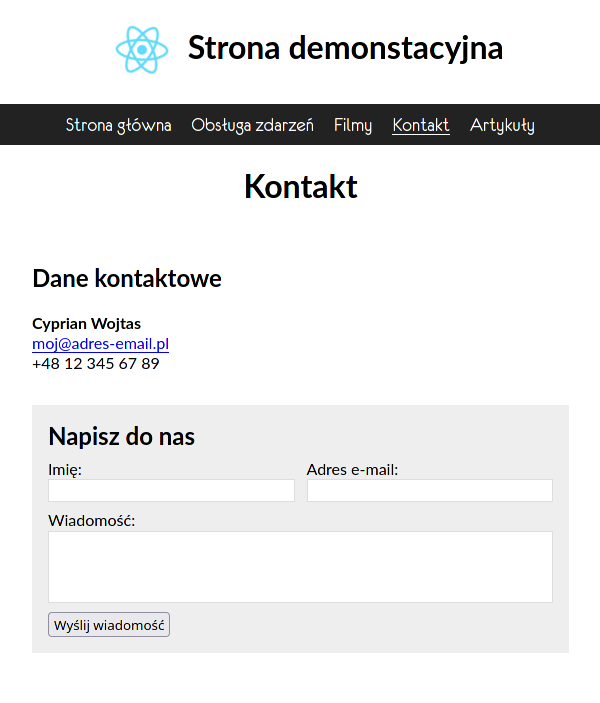 Strona demonstacyjna
Strona główna Obsługa zdarzeń Filmy Kontakt Artykuły
Kontakt
Dane kontaktowe
Cyprian Wojtas
moj@adres-email.pl
+48 12 345 67 89
Napisz do nas
Imię: Adres e-mail:
Wiadomość:
Wyślij wiadomość